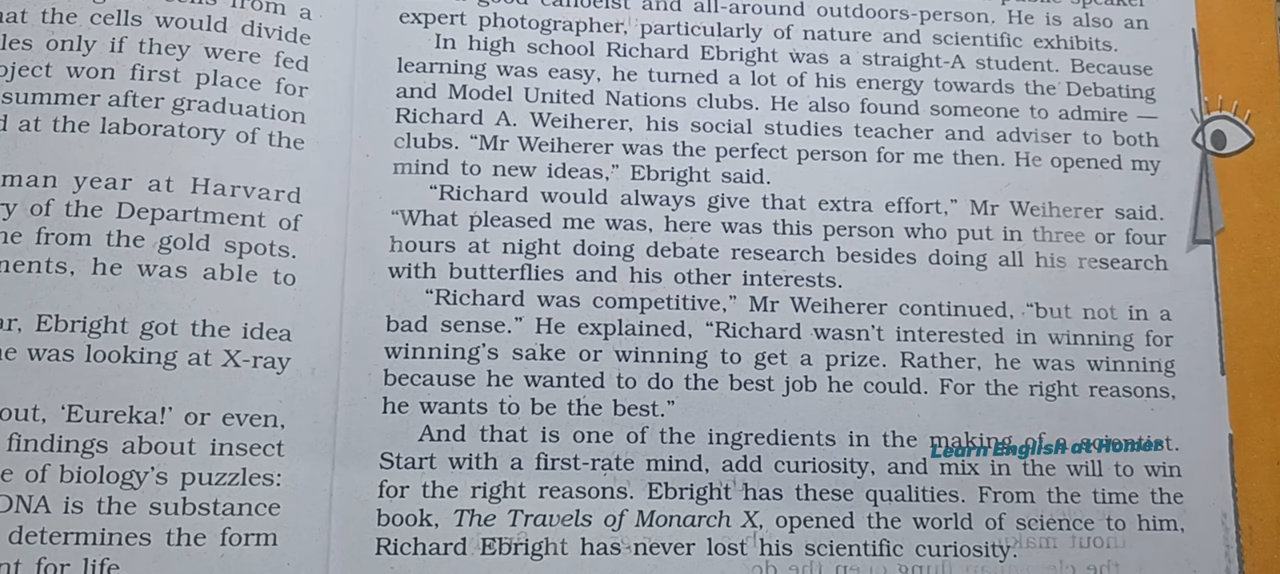 from a
at the cells would divide
les only if they were fed
ject won first place for
summer after graduation
d at the laboratory of the
man year at Harvard
y of the Department of
e from the gold spots.
ents, he was able to
r, Ebright got the idea
e was looking at X-ray
out, ‘Eureka!’ or even,
findings about insect
e of biology’s puzzles:
DNA is the substance
determines the form
nt for life
speaker
good canoeist and all-around outdoors-person. He is also an
expert photographer, particularly of nature and scientific exhibits.
In high school Richard Ebright was a straight-A student. Because
learning was easy, he turned a lot of his energy towards the Debating
and Model United Nations clubs. He also found someone to admire —
Richard A. Weiherer, his social studies teacher and adviser to both
clubs. “Mr Weiherer was the perfect person for me then. He opened my
mind to new ideas,” Ebright said.
“Richard would always give that extra effort,” Mr Weiherer said.
“What pleased me was, here was this person who put in three or four
hours at night doing debate research besides doing all his research
with butterflies and his other interests.
“Richard was competitive,” Mr Weiherer continued, “but not in a
bad sense.” He explained, “Richard wasn’t interested in winning for
winning’s sake or winning to get a prize. Rather, he was winning
because he wanted to do the best job he could. For the right reasons,
he wants to be the best.”
And that is one of the ingredients in the making of a scientist.
Learn English at Homer
Start with a first-rate mind, add curiosity, and mix in the will to win
for the right reasons. Ebright has these qualities. From the time the
book, The Travels of Monarch X, opened the world of science to him,
Richard Ebright has never lost his scientific curiosity.